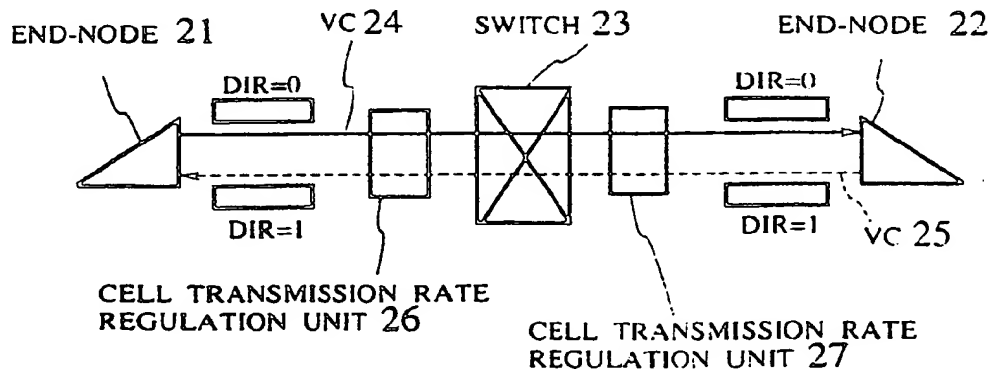 END-NODE 21
VC 24
SWITCH 23
END-NODE 22
DIR=0
DIR=0
DIR=1
DIR=1
VC 25
CELL TRANSMISSION RATE
REGULATION UNIT 26
CELL TRANSMISSION RATE
REGULATION UNIT 27